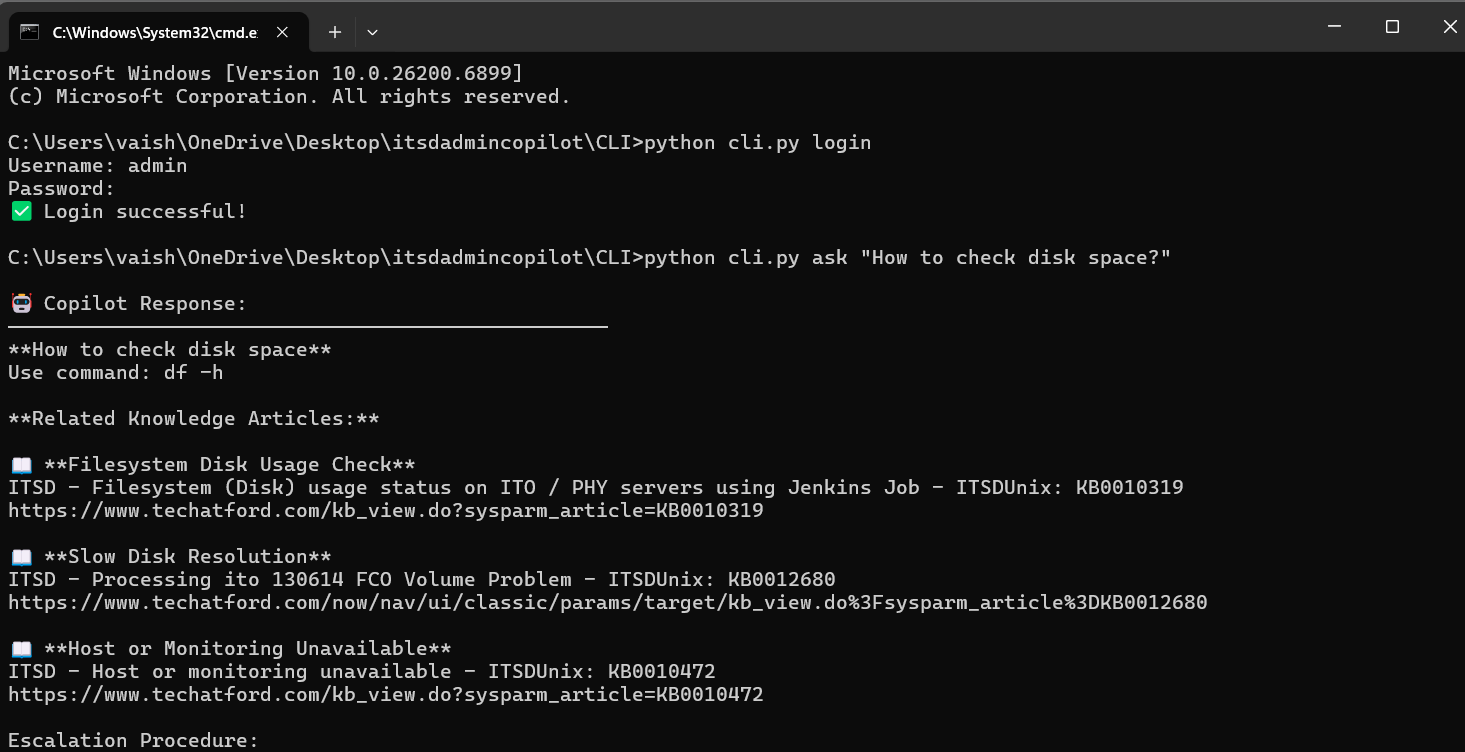 C:\Windows\System32\cmd.e
Microsoft Windows [Version 10.0.26200.6899]
(c) Microsoft Corporation. All rights reserved.
C:\Users\vaish\OneDrive\Desktop\itsdadmincopilot\CLI>python cli.py login
Username: admin
Password:
✅ Login successful!
C:\Users\vaish\OneDrive\Desktop\itsdadmincopilot\CLI>python cli.py ask "How to check disk space?"
🤖 Copilot Response:
**How to check disk space**
Use command: df -h
**Related Knowledge Articles:**
📖 **Filesystem Disk Usage Check**
ITSD - Filesystem (Disk) usage status on ITO / PHY servers using Jenkins Job - ITSDUnix: KB0010319
https://www.techatford.com/kb_view.do?sysparm_article=KB0010319
📖 **Slow Disk Resolution**
ITSD - Processing ito 130614 FCO Volume Problem - ITSDUnix: KB0012680
https://www.techatford.com/now/nav/ui/classic/params/target/kb_view.do%3Fsysparm_article%3DKB0012680
📖 **Host or Monitoring Unavailable**
ITSD - Host or monitoring unavailable - ITSDUnix: KB0010472
https://www.techatford.com/kb_view.do?sysparm_article=KB0010472
Escalation Procedure: